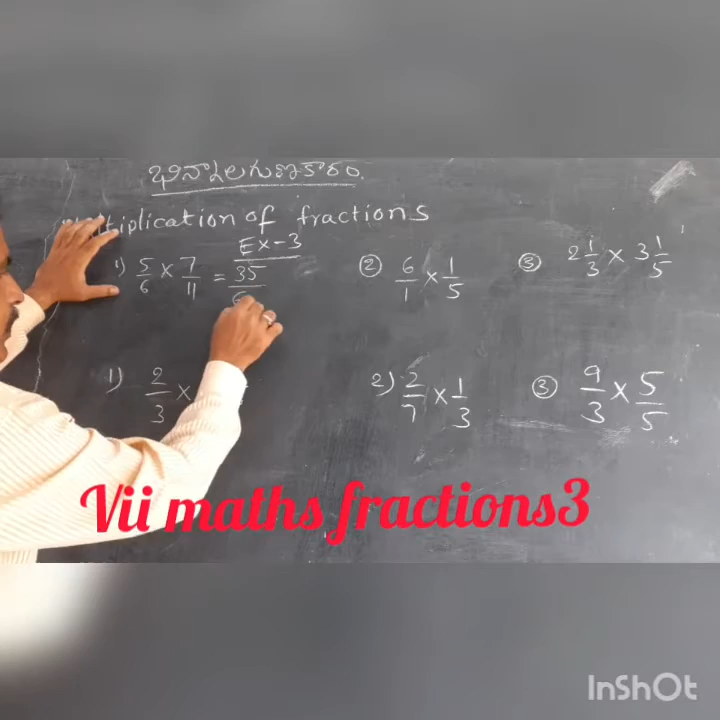 భిన్నాలగుణకారం.
Multiplication of fractions
Ex-3
1) 5/6 × 7/11 = 35/6
② 6/1 × 1/5
③ 2 1/3 × 3 1/5
1) 2/3 ×
2) 2/7 × 1/3
③ 9/3 × 5/5
Vii maths fractions3
InShOt